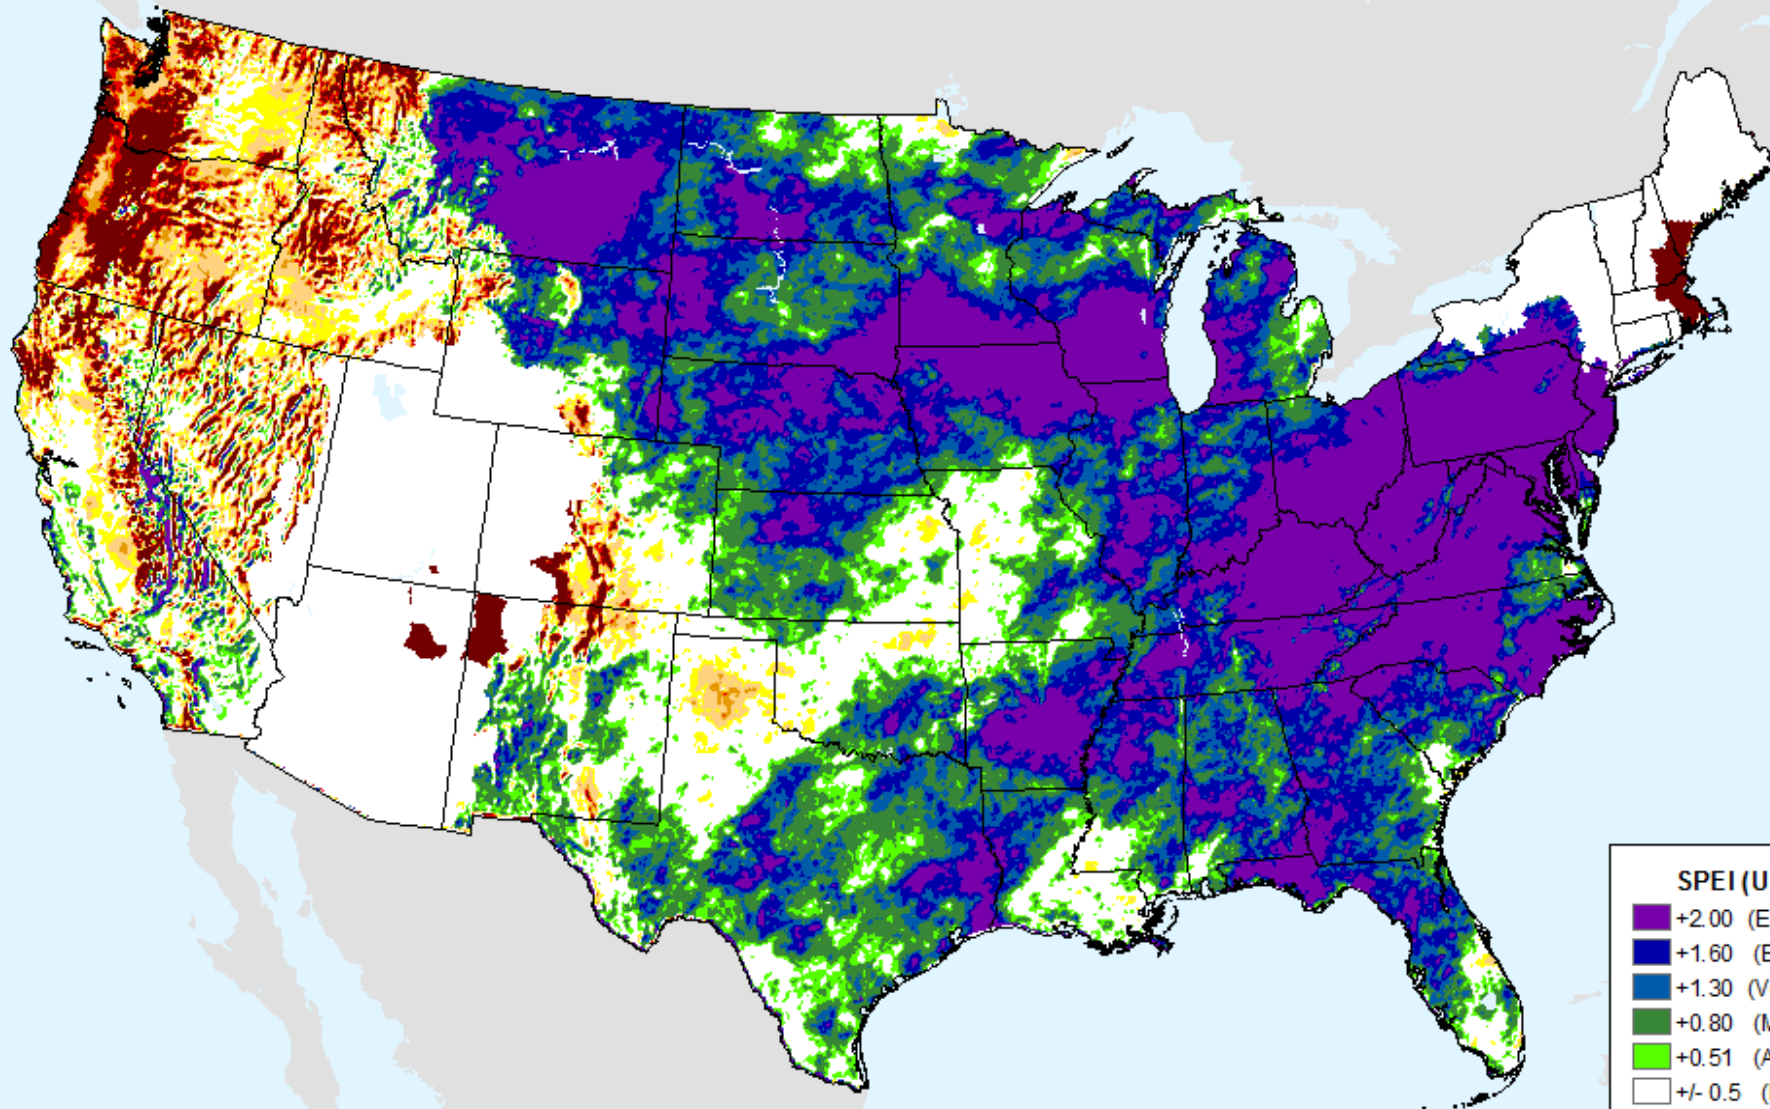 SPEI (U
+2.00 (E
+1.60 (E
+1.30 (V
+0.80 (M
+0.51 (A
+/- 0.5 (